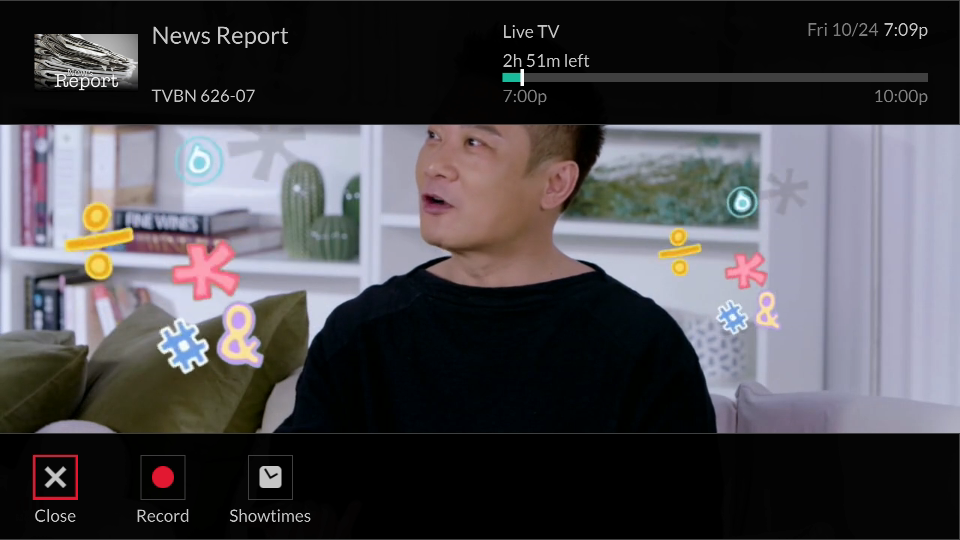 News Report
Report
TVBN 626-07
Live TV
2h 51m left
7:00p
10:00p
Fri 10/24 7:09p
FINE WINES
÷
*
#
&
Close
Record
Showtimes